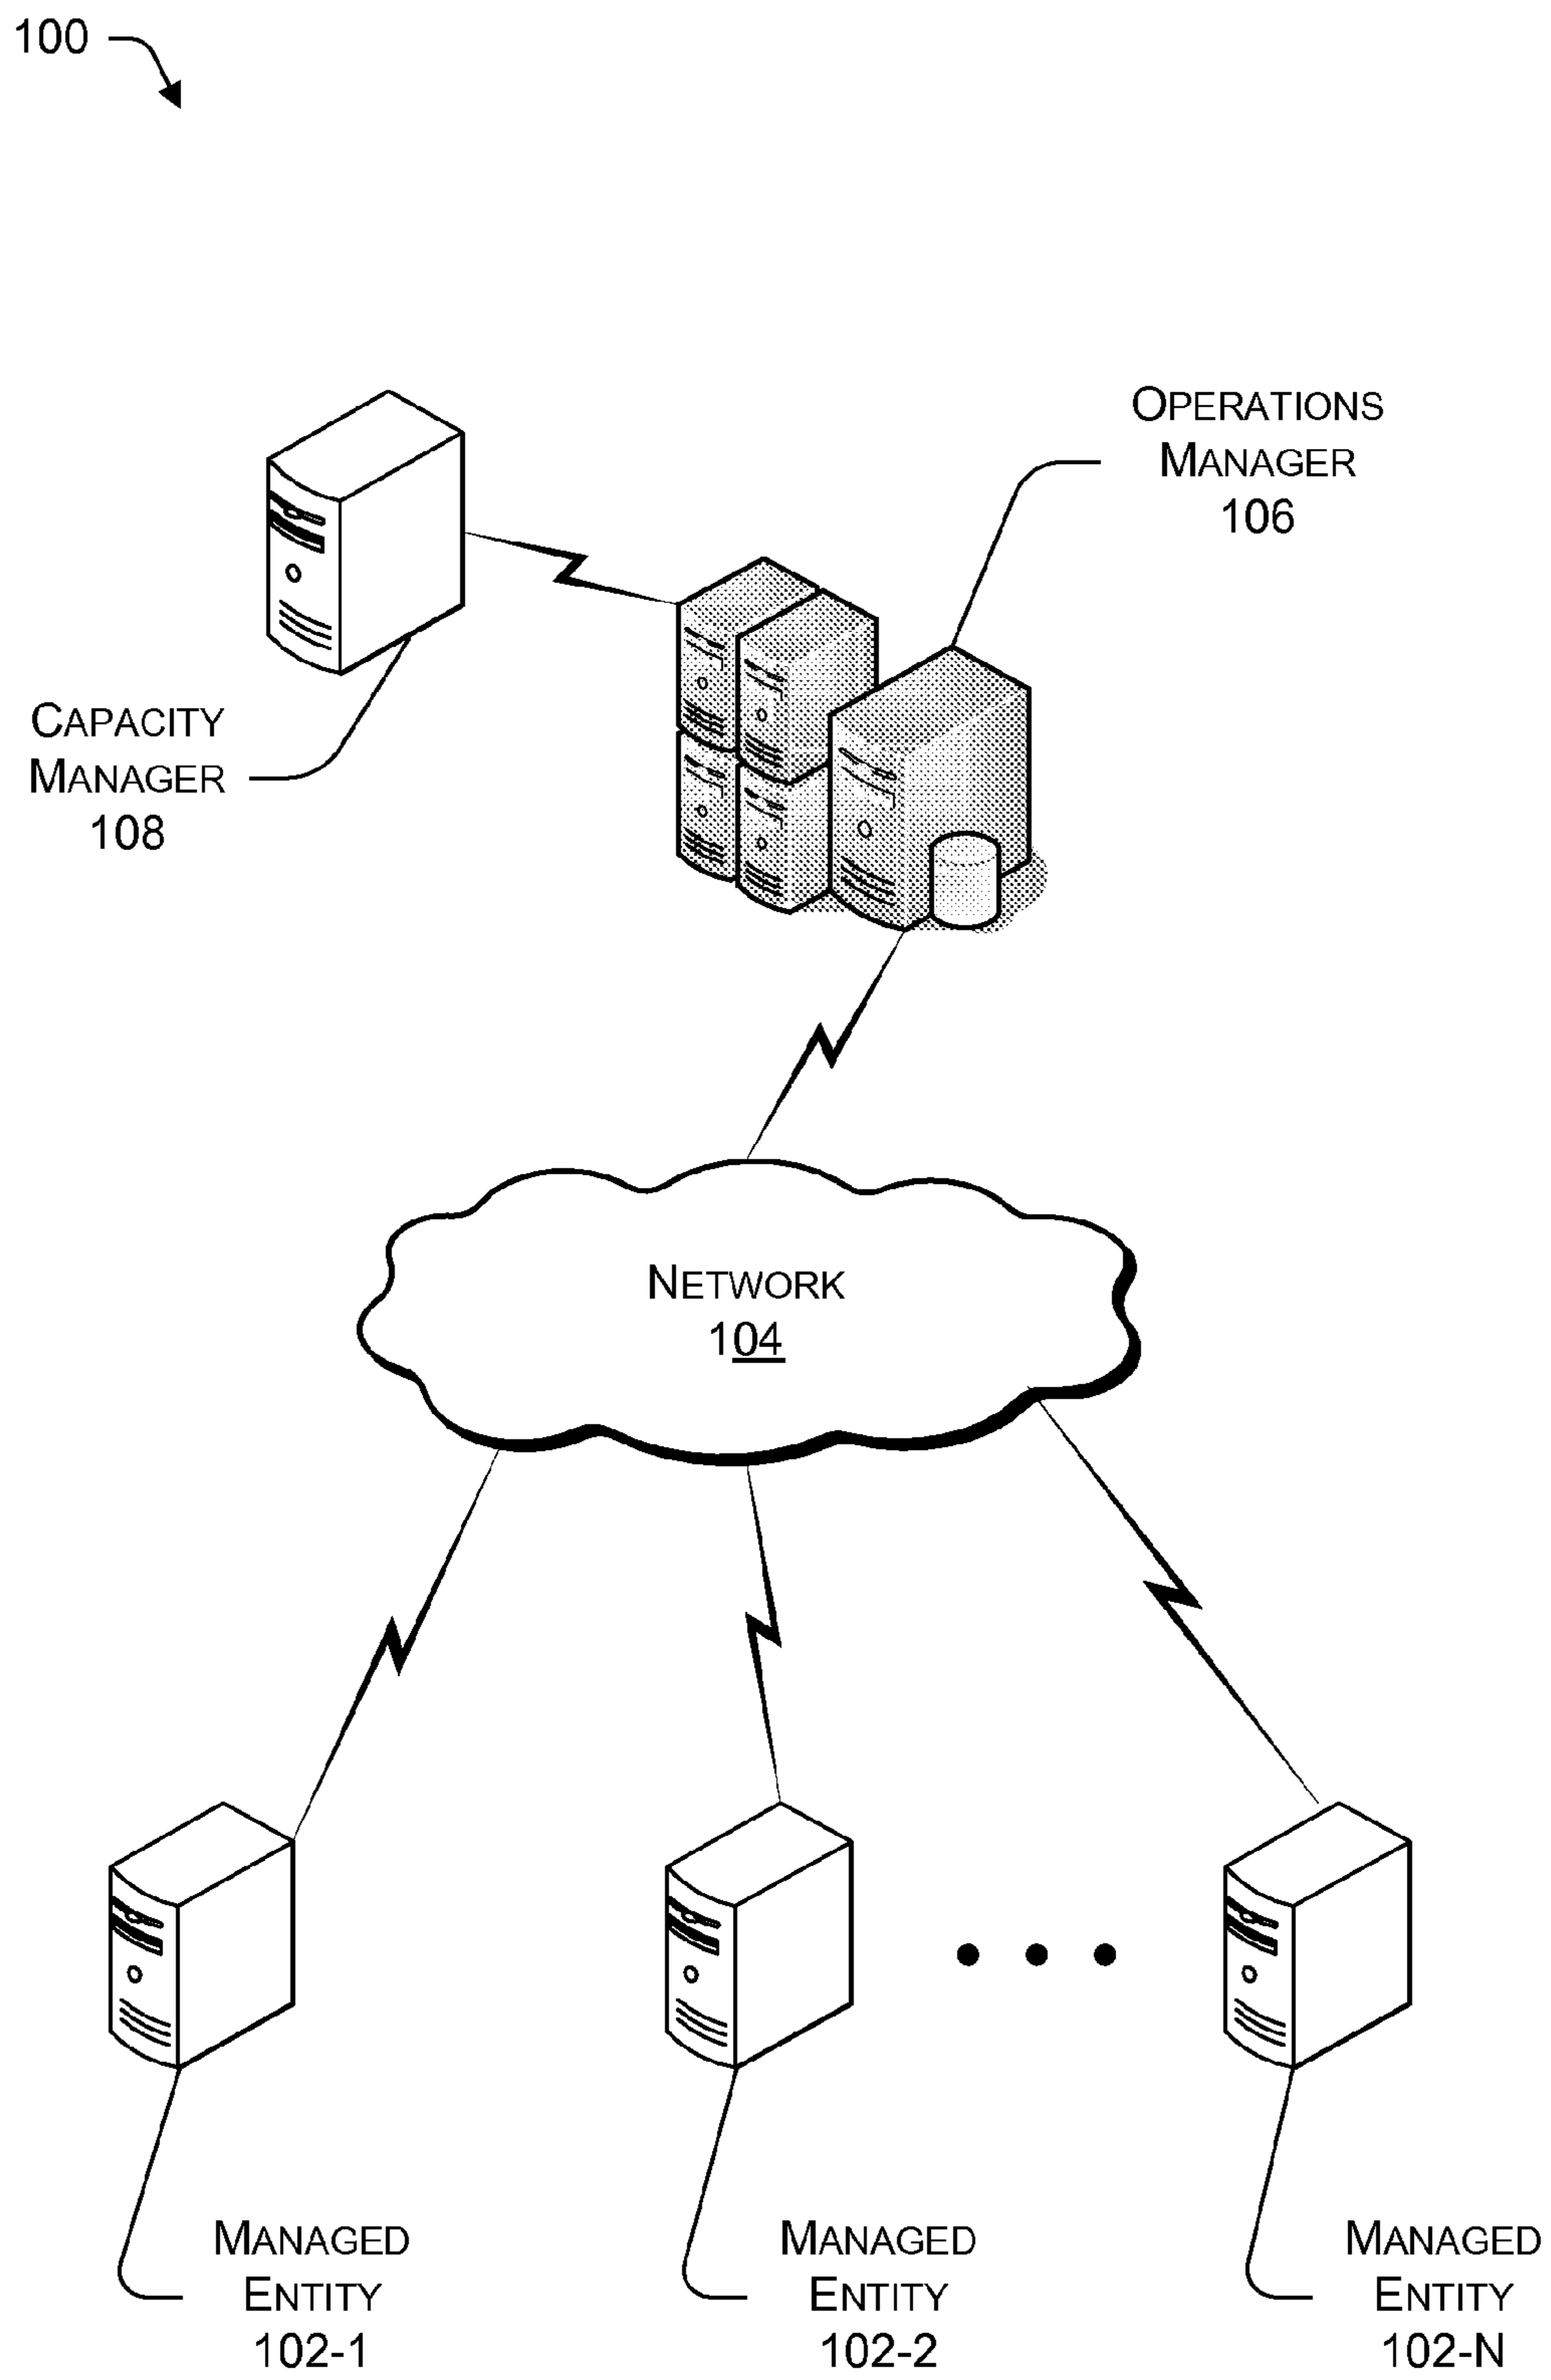 100
OPERATIONS
MANAGER
106
CAPACITY
MANAGER
108
NETWORK
104
MANAGED
ENTITY
102-1
MANAGED
ENTITY
102-2
MANAGED
ENTITY
102-N